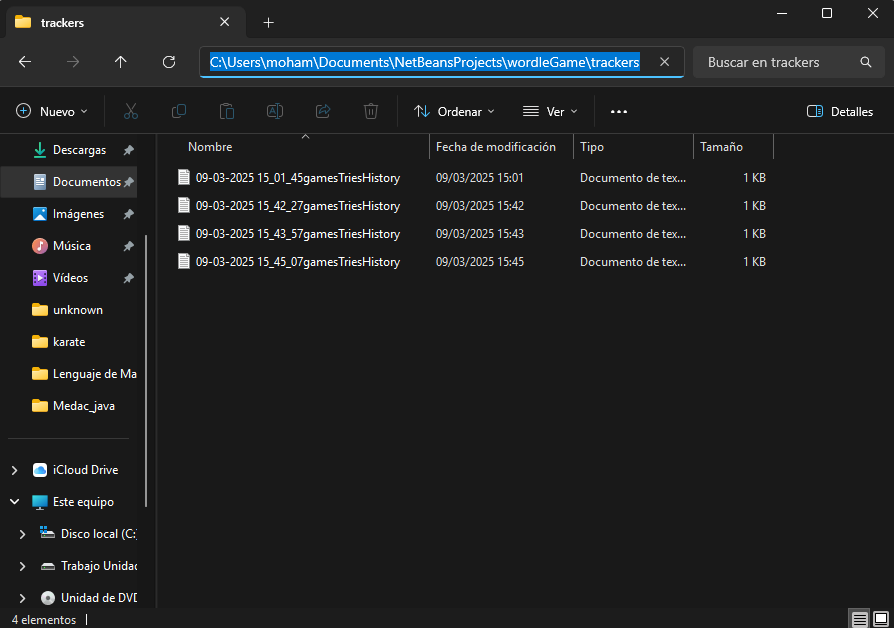 trackers
C:\Users\moham\Documents\NetBeansProjects\wordleGame\trackers
Buscar en trackers
Nuevo
Ordenar
Ver
Detalles
Descargas
Documentos
Imágenes
Música
Vídeos
unknown
karate
Lenguaje de Ma
Medac_java
iCloud Drive
Este equipo
Disco local (C:
Trabajo Unidad
Unidad de DVD
Nombre Fecha de modificación Tipo Tamaño
09-03-2025 15_01_45gamesTriesHistory 09/03/2025 15:01 Documento de tex... 1 KB
09-03-2025 15_42_27gamesTriesHistory 09/03/2025 15:42 Documento de tex... 1 KB
09-03-2025 15_43_57gamesTriesHistory 09/03/2025 15:43 Documento de tex... 1 KB
09-03-2025 15_45_07gamesTriesHistory 09/03/2025 15:45 Documento de tex... 1 KB
4 elementos